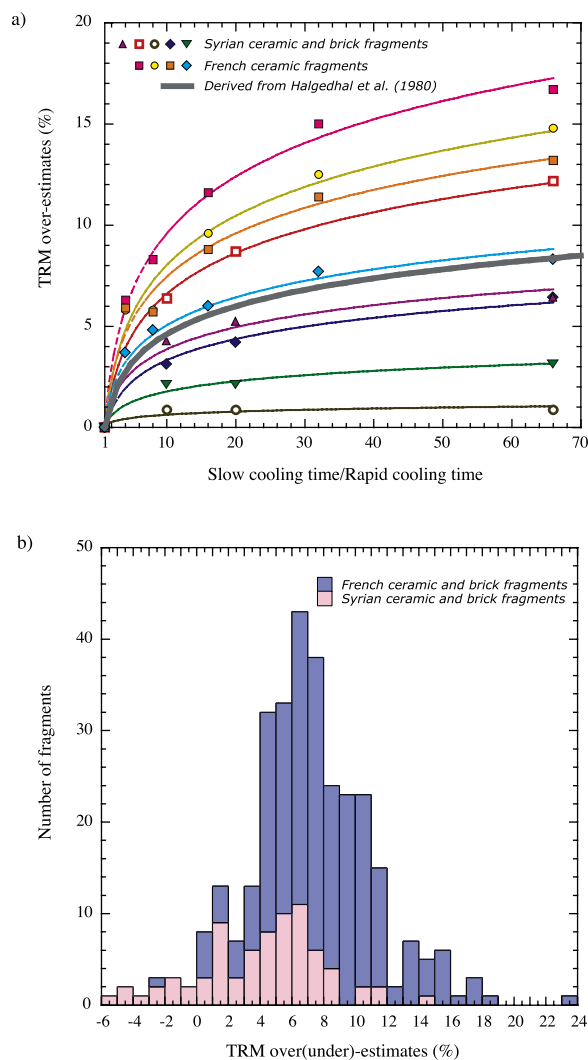 a)
20
15
10
5
0
TRM over-estimates (%)
Syrian ceramic and brick fragments
French ceramic fragments
Derived from Halgedhal et al. (1980)
1 10 20 30 40 50 60 70
Slow cooling time/Rapid cooling time
b)
50
40
30
20
10
0
Number of fragments
French ceramic and brick fragments
Syrian ceramic and brick fragments
-6 -4 -2 0 2 4 6 8 10 12 14 16 18 20 22 24
TRM over(under)-estimates (%)